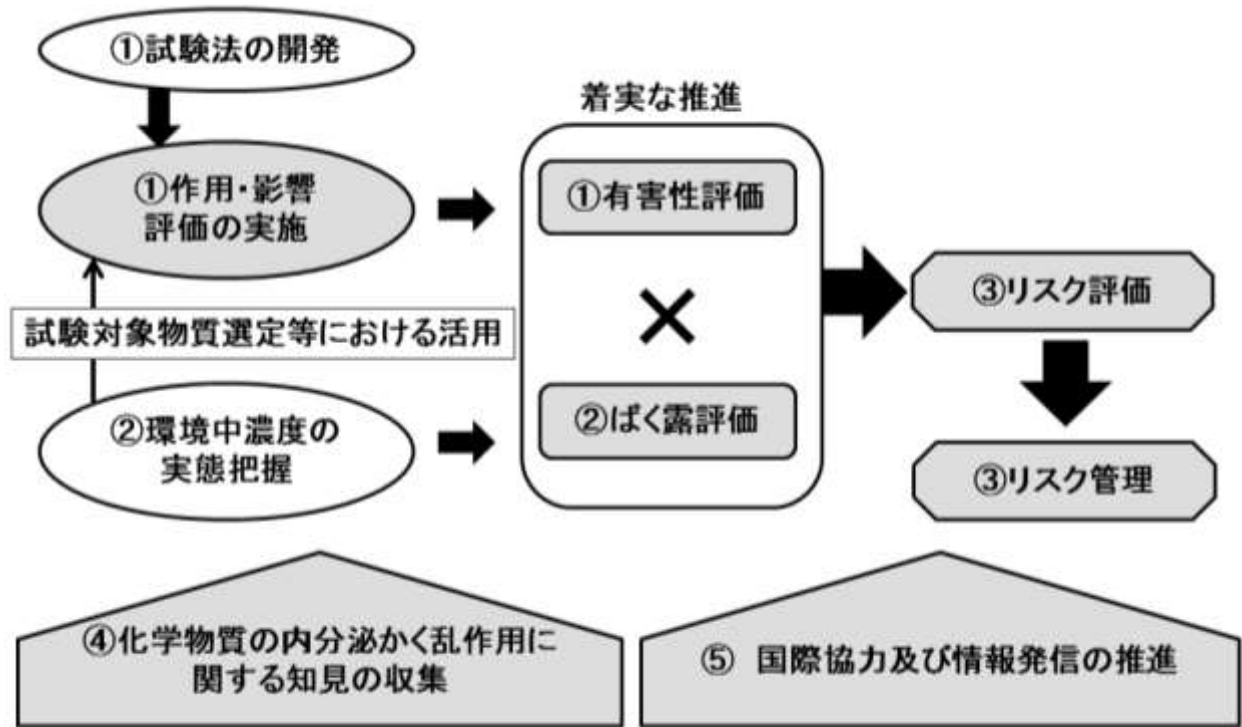 ①試験法の開発
着実な推進
①作用・影響
評価の実施
①有害性評価
×
③リスク評価
試験対象物質選定等における活用
②環境中濃度の
実態把握
②ばく露評価
③リスク管理
④化学物質の内分泌かく乱作用に
関する知見の収集
⑤ 国際協力及び情報発信の推進